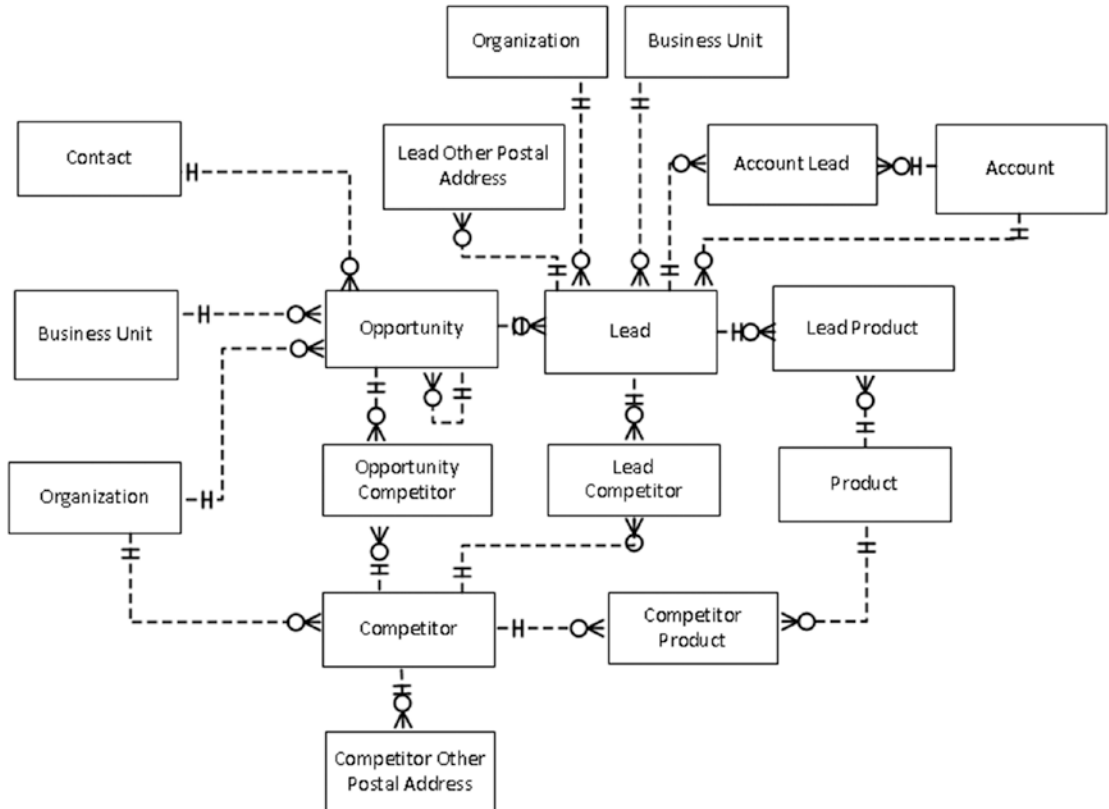 Organization
Business Unit
Contact
Lead Other Postal
Address
Account Lead
Account
Business Unit
Opportunity
Lead
Lead Product
Organization
Opportunity
Competitor
Lead
Competitor
Product
Competitor
Competitor
Product
Competitor Other
Postal Address